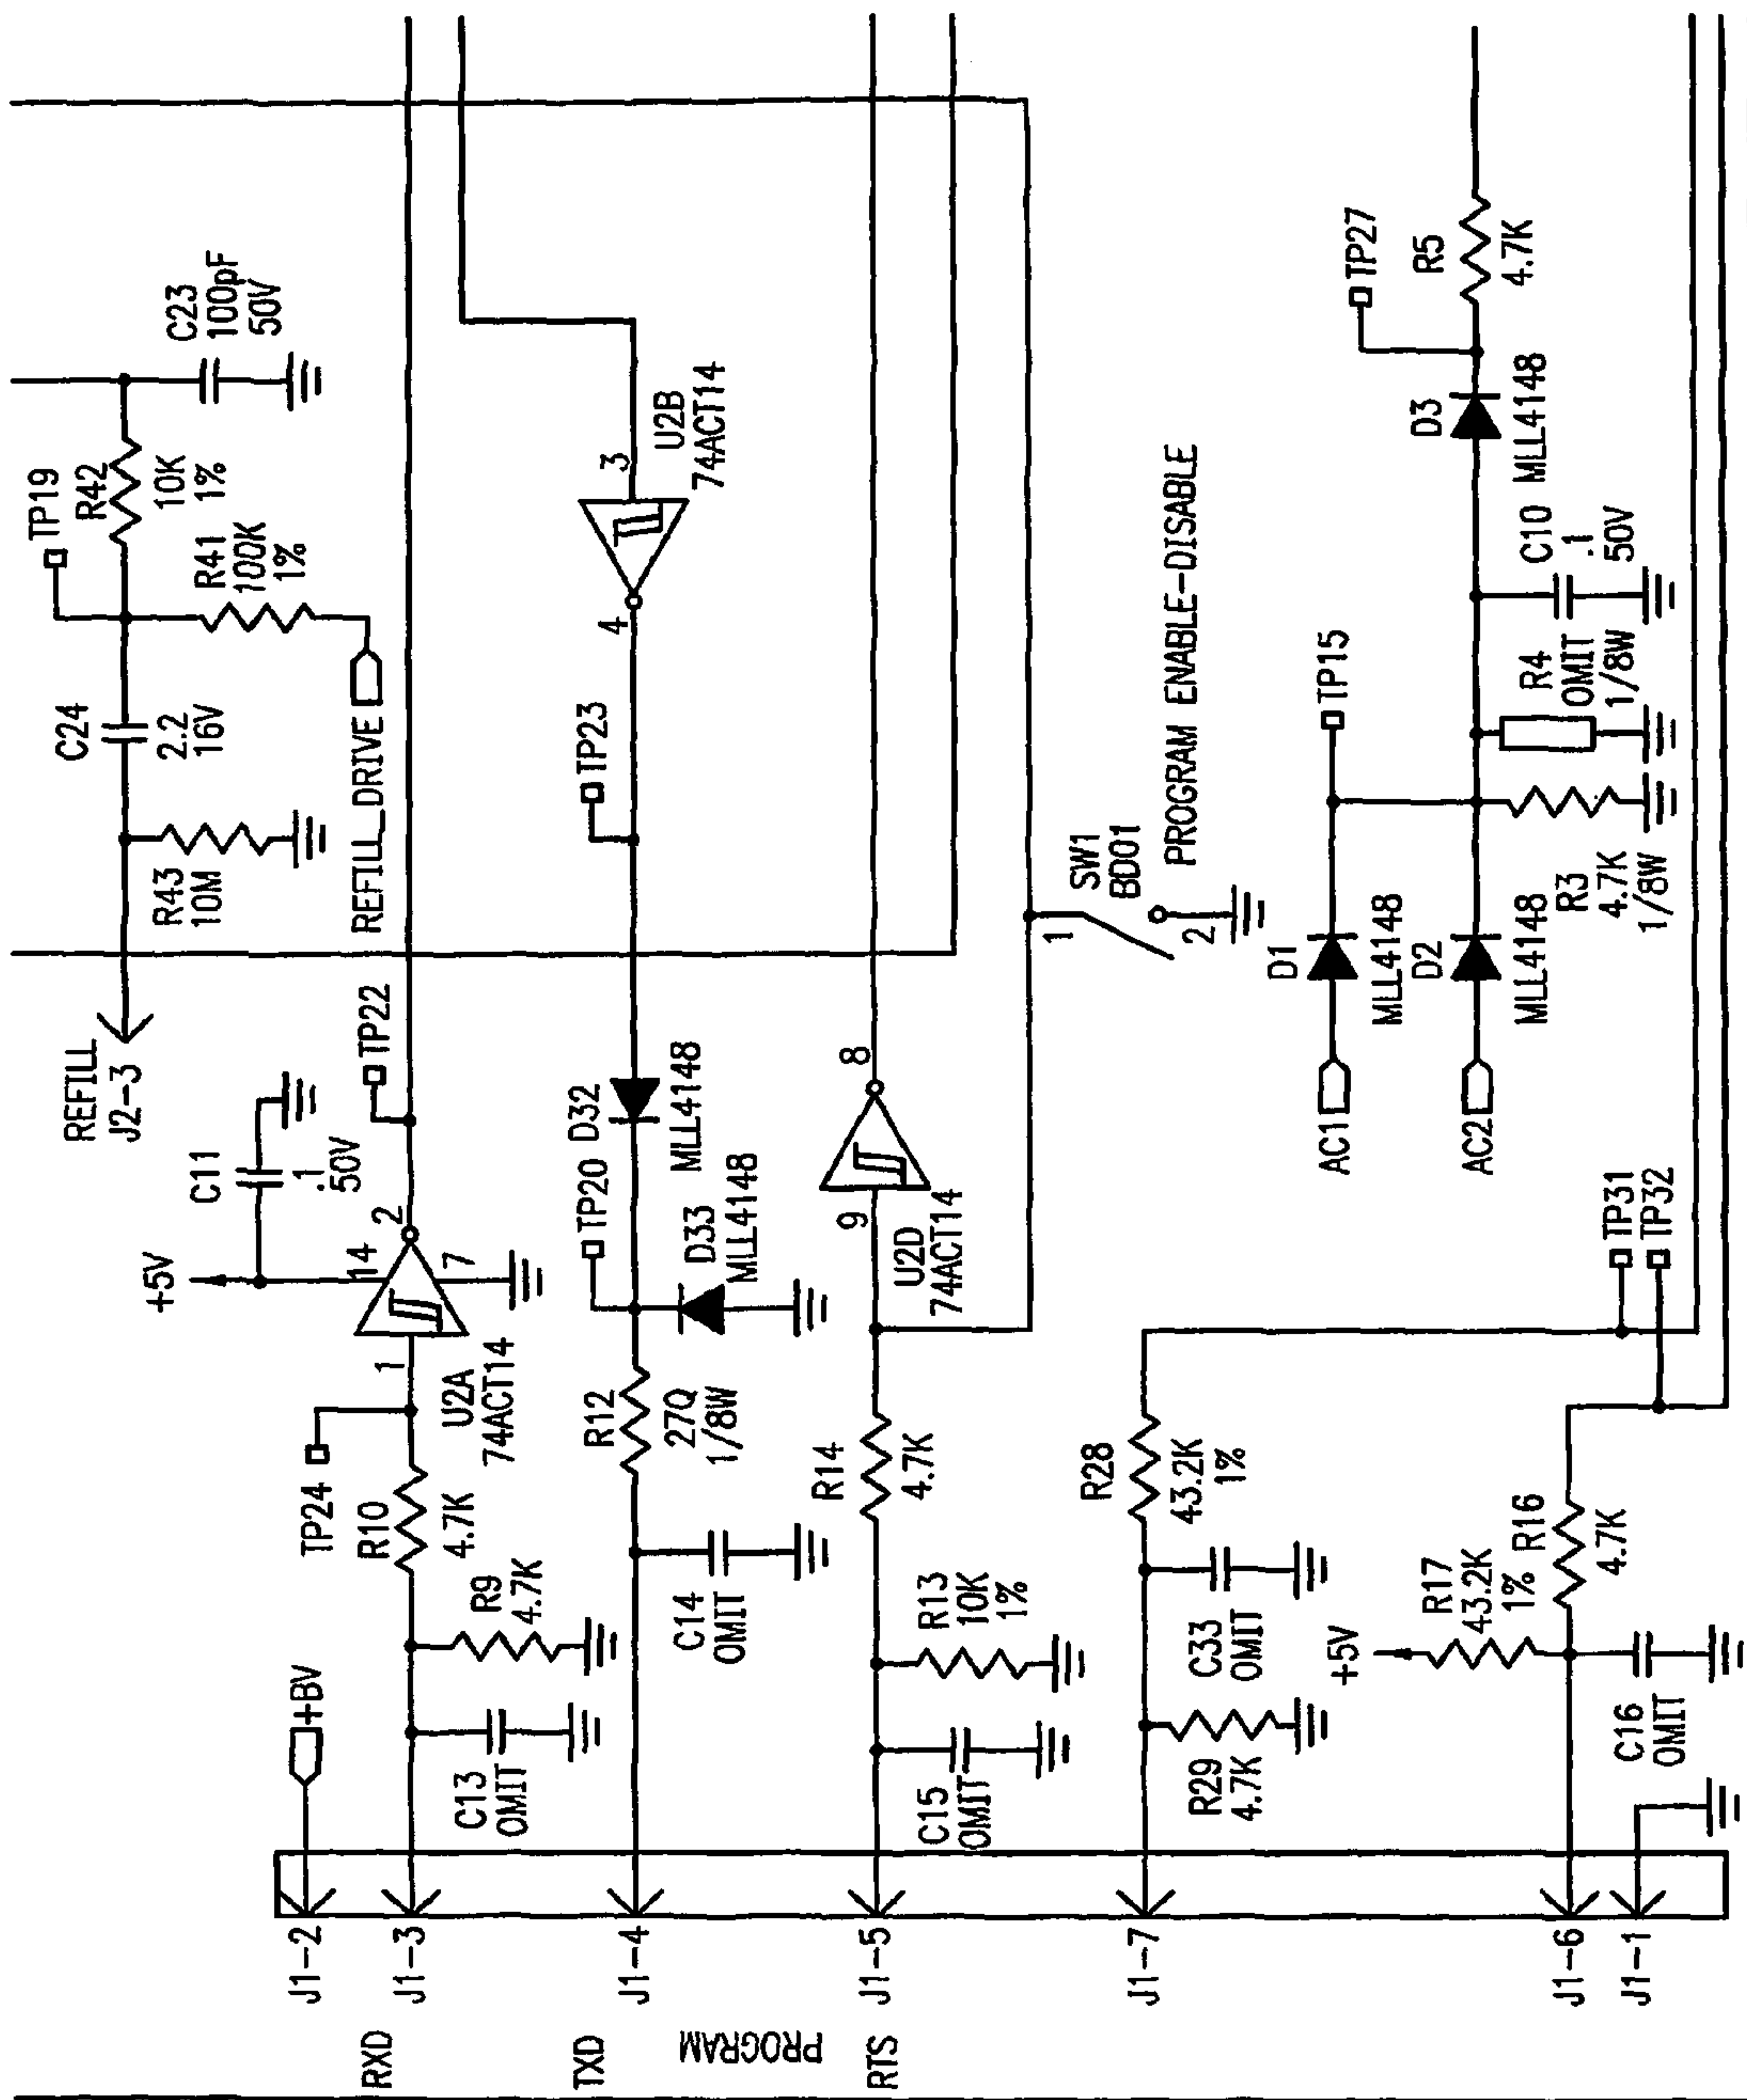 REFILL
J2-3
C24
2.2
16V
R43
10M
TP19
R42
10K
1%
R41
100K
1%
C23
100pF
50V
REFILL_DRIVE
+5V
C11
.1
50V
J1-2
+BV
RXD
J1-3
C13
OMIT
R9
4.7K
R10
4.7K
TP24
1
U2A
74ACT14
14
7
2
TP22
TXD
J1-4
C14
OMIT
R12
27Ω
1/8W
TP20
D33
MLL4148
D32
MLL4148
TP23
4
3
U2B
74ACT14
PROGRAM
RTS
J1-5
C15
OMIT
R13
10K
1%
R14
4.7K
9
U2D
74ACT14
8
1
SW1
BD01
2
PROGRAM ENABLE-DISABLE
J1-7
R29
4.7K
C33
OMIT
R28
43.2K
1%
AC1
D1
MLL4148
TP15
AC2
D2
MLL4148
R3
4.7K
1/8W
R4
OMIT
1/8W
C10
.1
50V
D3
MLL4148
TP27
R5
4.7K
J1-6
+5V
R17
43.2K
1%
R16
4.7K
C16
OMIT
TP31
TP32
J1-1